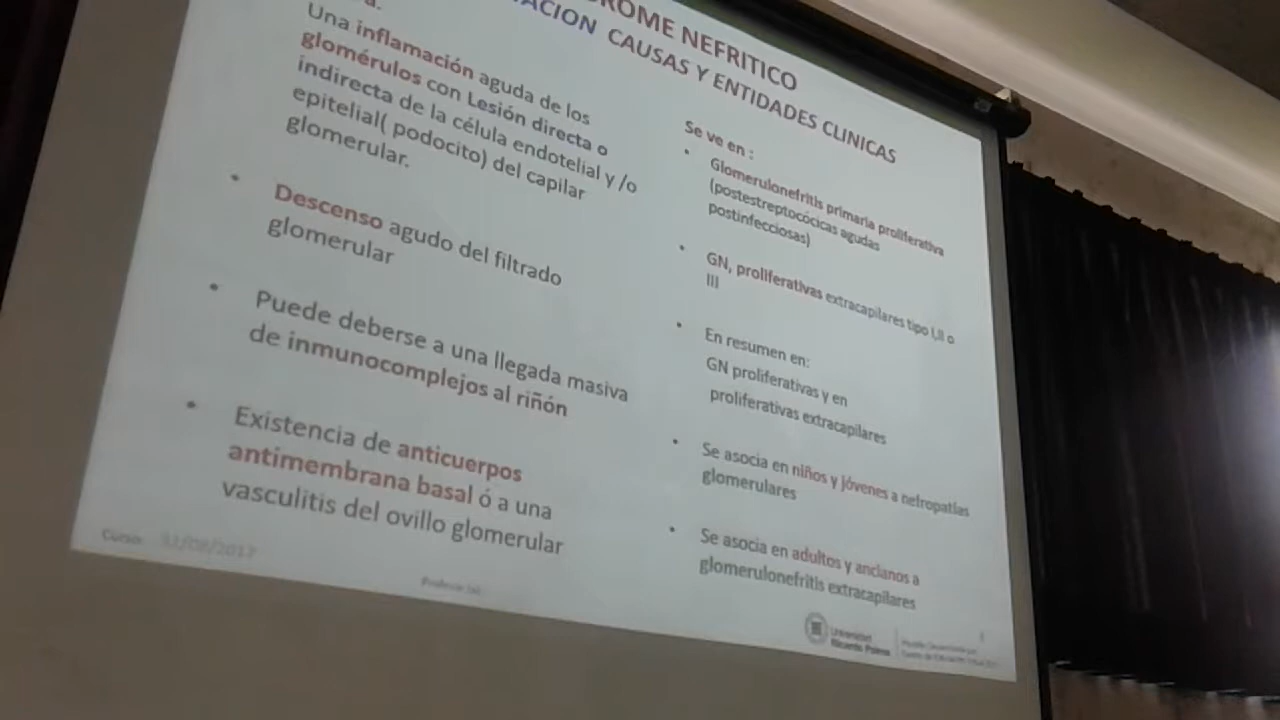 NEFRITICO
CAUSAS Y ENTIDADES CLINICAS
Una inflamación aguda de los
glomérulos con Lesión directa o
indirecta de la célula endotelial y /o
epitelial( podocito) del capilar
glomerular.
Descenso agudo del filtrado
glomerular
Puede deberse a una llegada masiva
de inmunocomplejos al riñón
Existencia de anticuerpos
antimembrana basal ó a una
vasculitis del ovillo glomerular
Se ve en :
Glomerulonefritis primaria proliferativa
(postestreptocócicas agudas
postinfecciosas)
GN, proliferativas extracapilares tipo I,II o
III
En resumen en:
GN proliferativas y en
proliferativas extracapilares
Se asocia en niños y jóvenes a nefropatías
glomerulares
Se asocia en adultos y ancianos a
glomerulonefritis extracapilares
Curso:
Universidad
Ricardo Palma